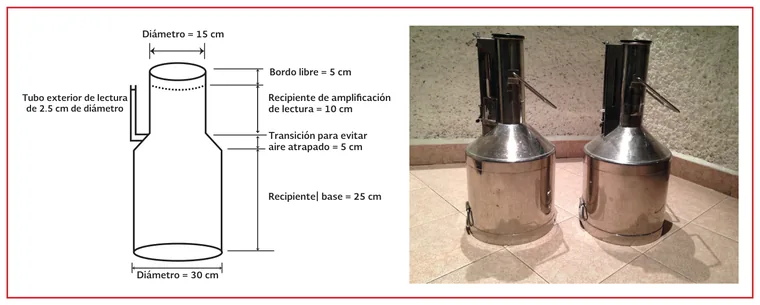 Diámetro = 15 cm
Bordo libre = 5 cm
Tubo exterior de lectura
de 2.5 cm de diámetro
Recipiente de amplificación
de lectura = 10 cm
Transición para evitar
aire atrapado = 5 cm
Recipiente| base = 25 cm
Diámetro = 30 cm